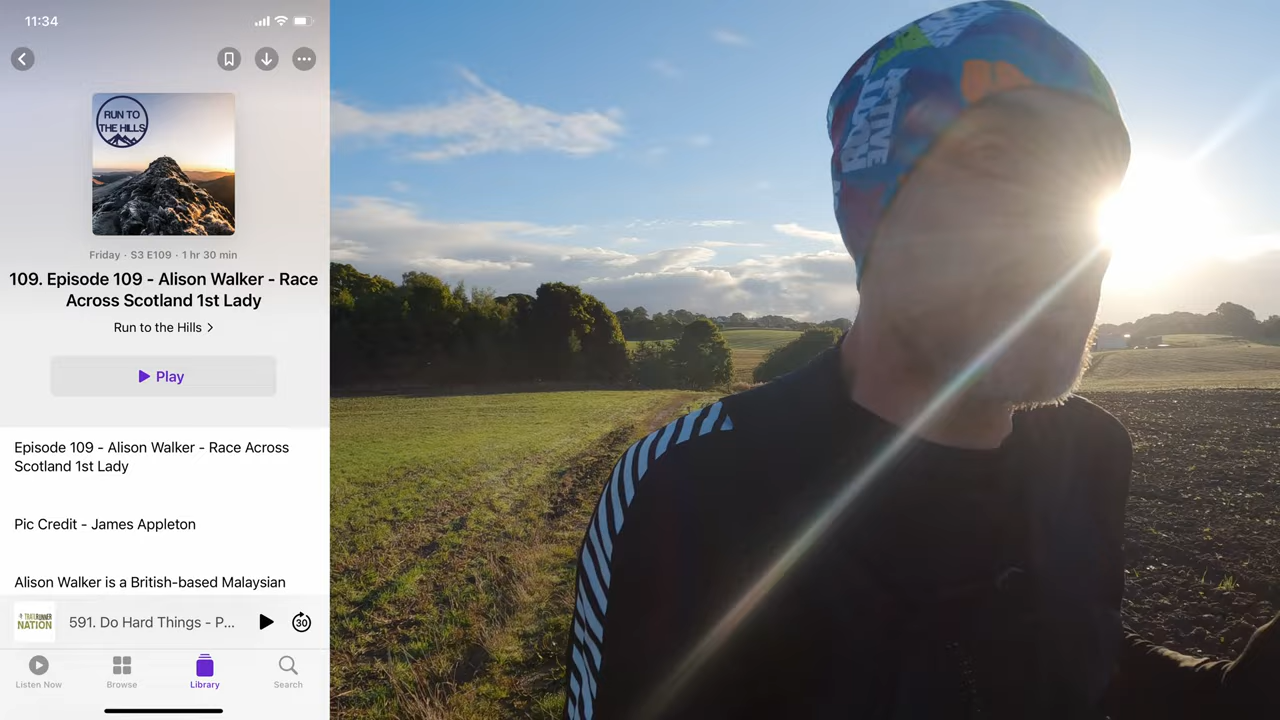 11:34
RUN TO
THE HILLS
Friday · S3 E109 · 1 hr 30 min
109. Episode 109 - Alison Walker - Race
Across Scotland 1st Lady
Run to the Hills
Play
Episode 109 - Alison Walker - Race Across
Scotland 1st Lady
Pic Credit - James Appleton
Alison Walker is a British-based Malaysian
TRAIL RUNNER
NATION
591. Do Hard Things - P...
30
Listen Now
Browse
Library
Search
ACTIVE
ROOT